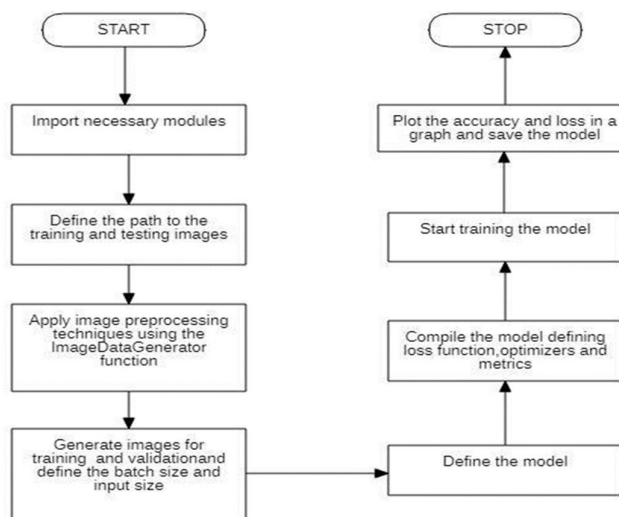 START
Import necessary modules
Define the path to the
training and testing images
Apply image preprocessing
techniques using the
ImageDataGenerator
function
Generate images for
training and validationand
define the batch size and
input size
Define the model
Compile the model defining
loss function,optimizers and
metrics
Start training the model
Plot the accuracy and loss in a
graph and save the model
STOP